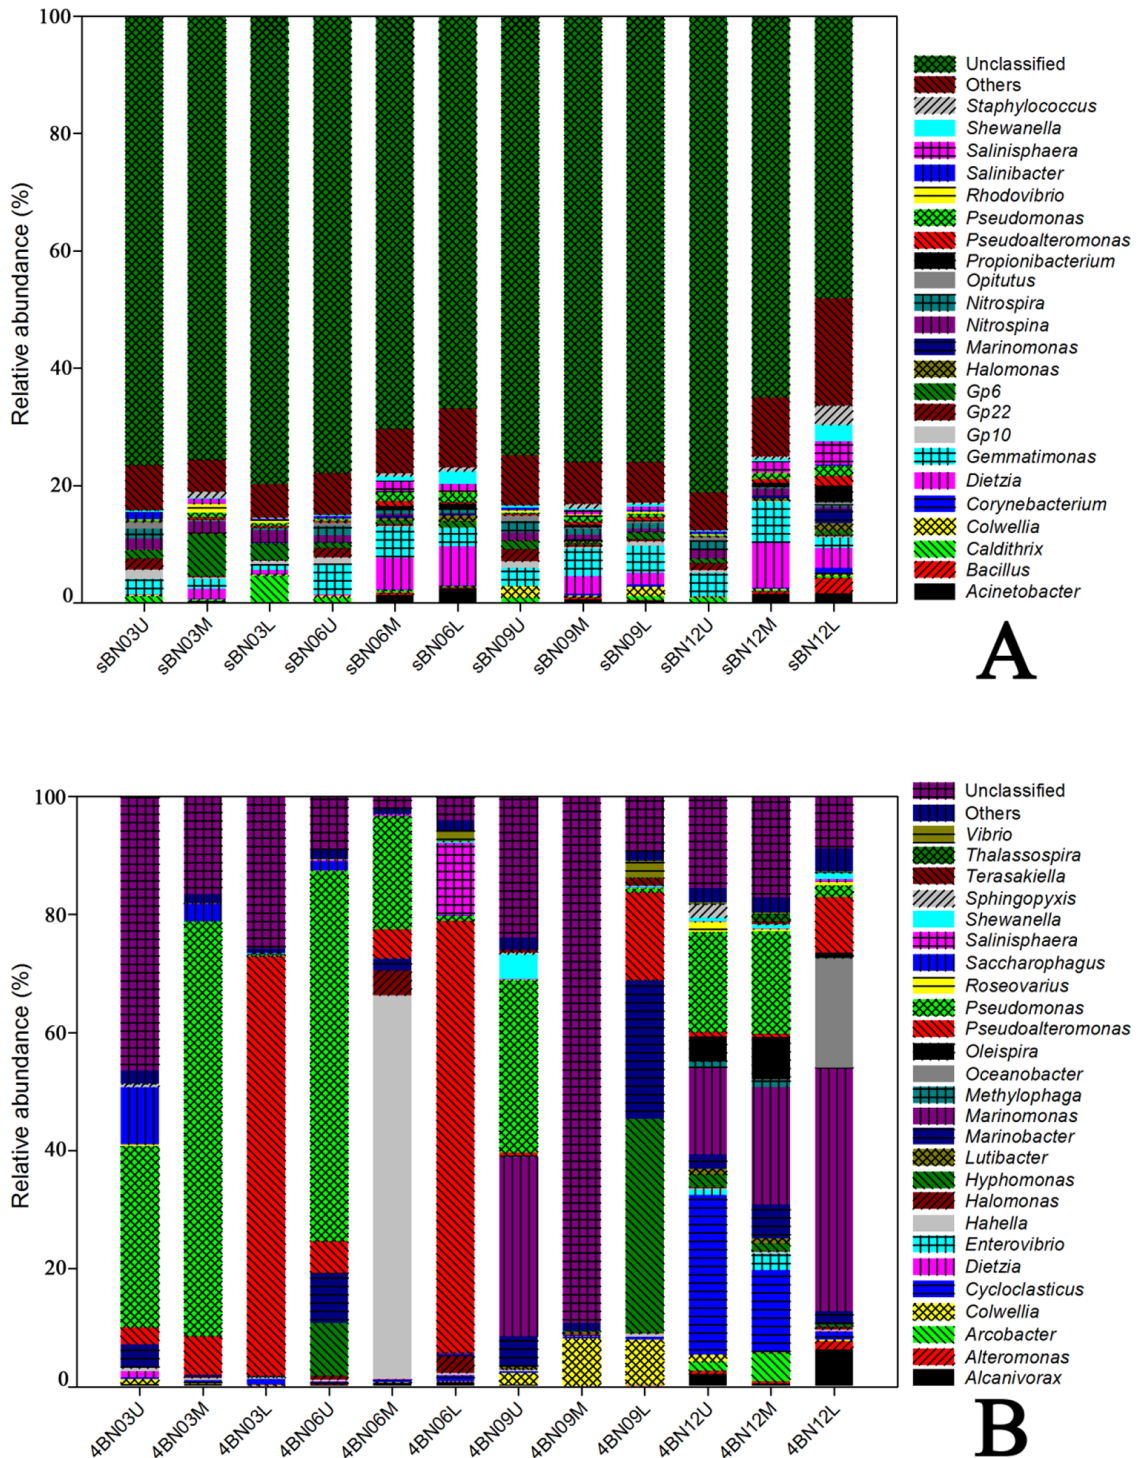 100
80
60
40
20
0
Relative abundance (%)
sBN03U
sBN03M
sBN03L
sBN06U
sBN06M
sBN06L
sBN09U
sBN09M
sBN09L
sBN12U
sBN12M
sBN12L
Unclassified
Others
Staphylococcus
Shewanella
Salinisphaera
Salinibacter
Rhodovibrio
Pseudomonas
Pseudoalteromonas
Propionibacterium
Opitutus
Nitrospira
Nitrospina
Marinomonas
Halomonas
Gp6
Gp22
Gp10
Gemmatimonas
Dietzia
Corynebacterium
Colwellia
Caldithrix
Bacillus
Acinetobacter
A
100
80
60
40
20
0
Relative abundance (%)
4BN03U
4BN03M
4BN03L
4BN06U
4BN06M
4BN06L
4BN09U
4BN09M
4BN09L
4BN12U
4BN12M
4BN12L
Unclassified
Others
Vibrio
Thalassospira
Terasakiella
Sphingopyxis
Shewanella
Salinisphaera
Saccharophagus
Roseovarius
Pseudomonas
Pseudoalteromonas
Oleispira
Oceanobacter
Methylophaga
Marinomonas
Marinobacter
Lutibacter
Hyphomonas
Halomonas
Hahella
Enterovibrio
Dietzia
Cycloclasticus
Colwellia
Arcobacter
Alteromonas
Alcanivorax
B